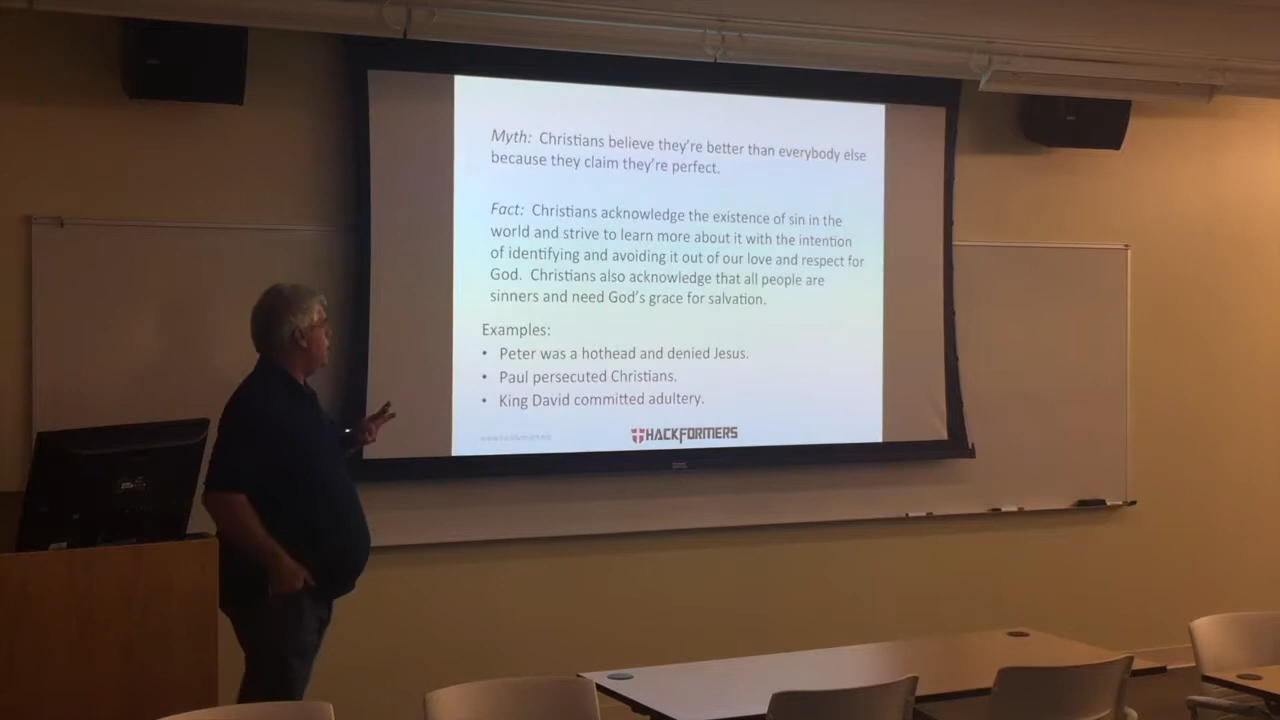 Myth: Christians believe they're better than everybody else
because they claim they're perfect.
Fact: Christians acknowledge the existence of sin in the
world and strive to learn more about it with the intention
of identifying and avoiding it out of our love and respect for
God. Christians also acknowledge that all people are
sinners and need God's grace for salvation.
Examples:
• Peter was a hothead and denied Jesus.
• Paul persecuted Christians.
• King David committed adultery.
www.hackformers.org
HACKFORMERS